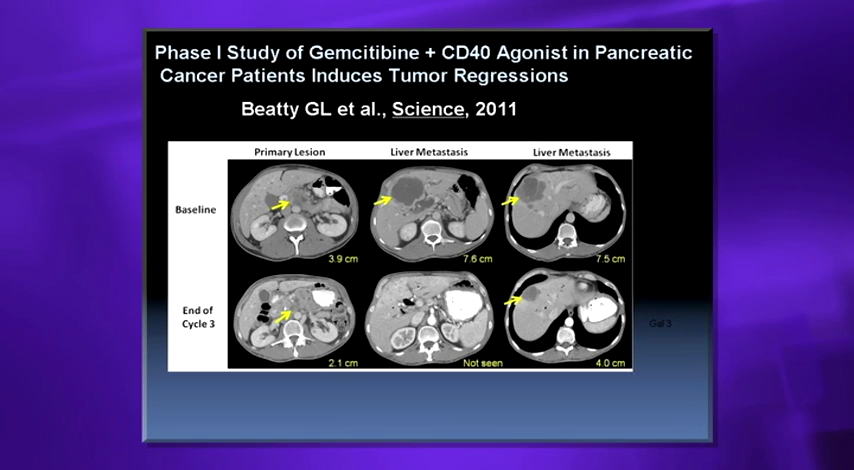 Phase I Study of Gemcitibine + CD40 Agonist in Pancreatic
Cancer Patients Induces Tumor Regressions
Beatty GL et al., Science, 2011
Primary Lesion Liver Metastasis Liver Metastasis
Baseline
3.9 cm 7.6 cm 7.5 cm
End of
Cycle 3
Gal 3
2.1 cm Not seen 4.0 cm